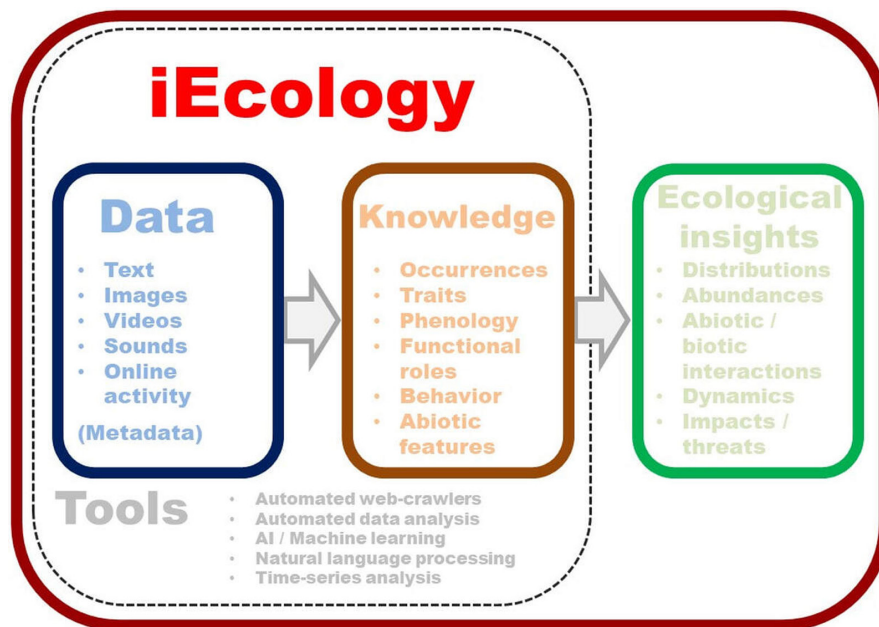 iEcology
Data
• Text
• Images
• Videos
• Sounds
• Online
activity
(Metadada)
Knowledge
• Occurrences
• Traits
• Phenology
• Functional
roles
• Behavior
• Abiotic
features
Ecological
insights
• Distributions
• Abundances
• Abiotic /
biotic
interactions
• Dynamics
• Impacts /
threats
Tools
• Automated web-crawlers
• Automated data analysis
• AI / Machine learning
• Natural language processing
• Time-series analysis